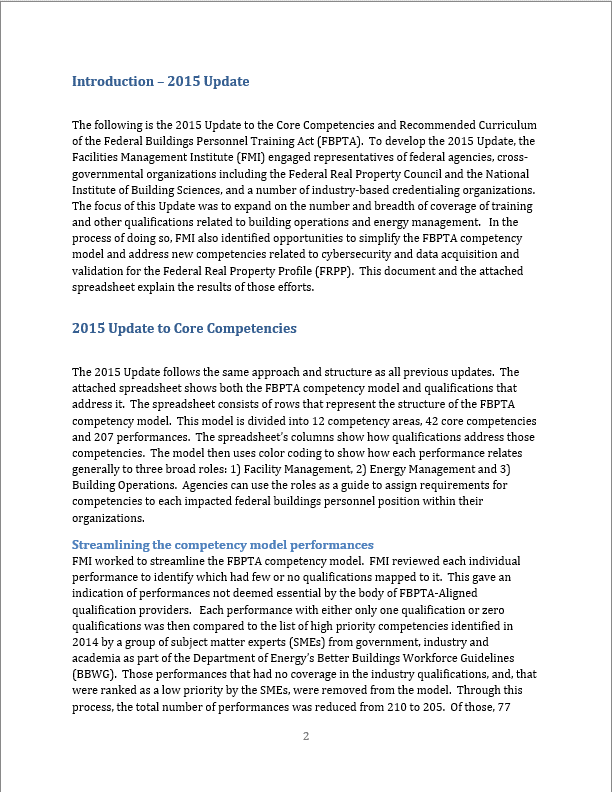 Introduction – 2015 Update
The following is the 2015 Update to the Core Competencies and Recommended Curriculum
of the Federal Buildings Personnel Training Act (FBPTA).  To develop the 2015 Update, the
Facilities Management Institute (FMI) engaged representatives of federal agencies, cross-
governmental organizations including the Federal Real Property Council and the National
Institute of Building Sciences, and a number of industry-based credentialing organizations.
The focus of this Update was to expand on the number and breadth of coverage of training
and other qualifications related to building operations and energy management.   In the
process of doing so, FMI also identified opportunities to simplify the FBPTA competency
model and address new competencies related to cybersecurity and data acquisition and
validation for the Federal Real Property Profile (FRPP).  This document and the attached
spreadsheet explain the results of those efforts.
2015 Update to Core Competencies
The 2015 Update follows the same approach and structure as all previous updates.  The
attached spreadsheet shows both the FBPTA competency model and qualifications that
address it.  The spreadsheet consists of rows that represent the structure of the FBPTA
competency model.  This model is divided into 12 competency areas, 42 core competencies
and 207 performances.  The spreadsheet's columns show how qualifications address those
competencies.  The model then uses color coding to show how each performance relates
generally to three broad roles: 1) Facility Management, 2) Energy Management and 3)
Building Operations.  Agencies can use the roles as a guide to assign requirements for
competencies to each impacted federal buildings personnel position within their
organizations.
Streamlining the competency model performances
FMI worked to streamline the FBPTA competency model.  FMI reviewed each individual
performance to identify which had few or no qualifications mapped to it.  This gave an
indication of performances not deemed essential by the body of FBPTA-Aligned
qualification providers.   Each performance with either only one qualification or zero
qualifications was then compared to the list of high priority competencies identified in
2014 by a group of subject matter experts (SMEs) from government, industry and
academia as part of the Department of Energy's Better Buildings Workforce Guidelines
(BBWG).  Those performances that had no coverage in the industry qualifications, and, that
were ranked as a low priority by the SMEs, were removed from the model.  Through this
process, the total number of performances was reduced from 210 to 205.  Of those, 77
2